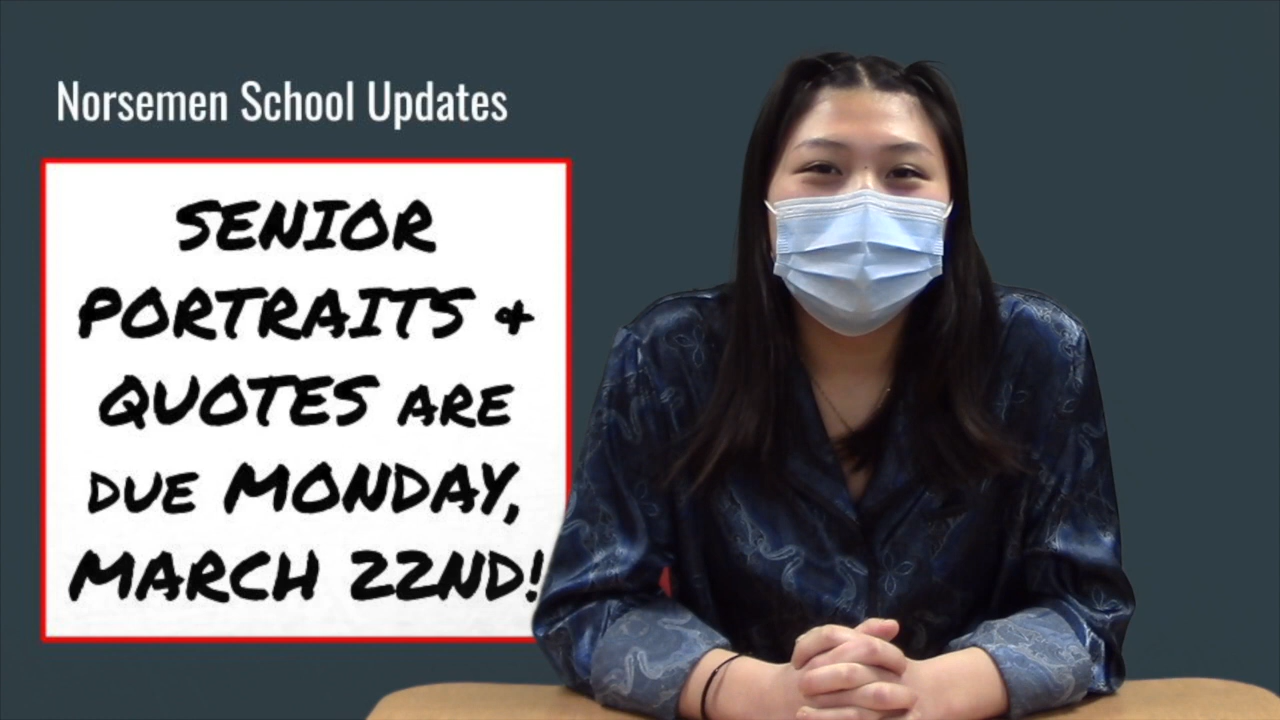 Norsemen School Updates
SENIOR
PORTRAITS &
QUOTES ARE
DUE MONDAY,
MARCH 22ND!